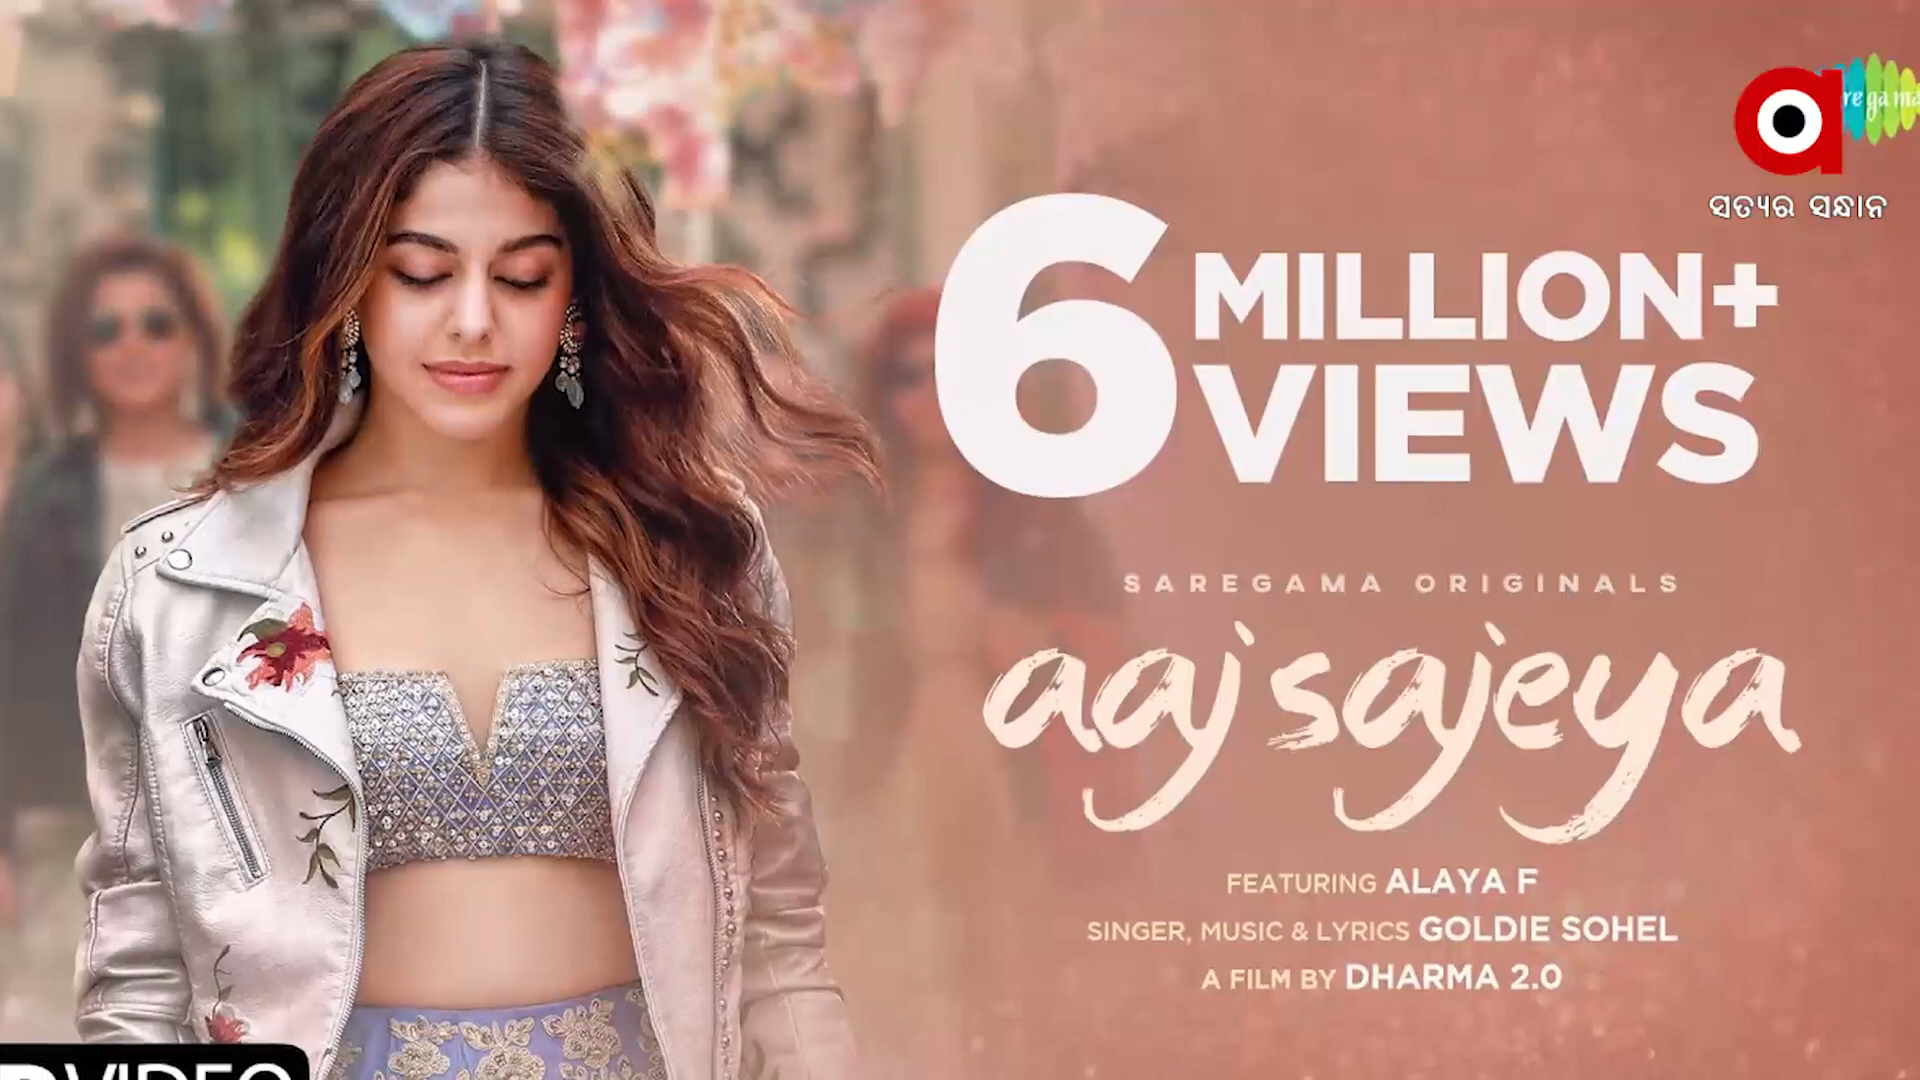 a
re ga ma
ସତ୍ୟର ସନ୍ଧାନ
6 MILLION+
VIEWS
SAREGAMA ORIGINALS
aaj sajeya
FEATURING ALAYA F
SINGER, MUSIC & LYRICS GOLDIE SOHEL
A FILM BY DHARMA 2.0
VIDEO